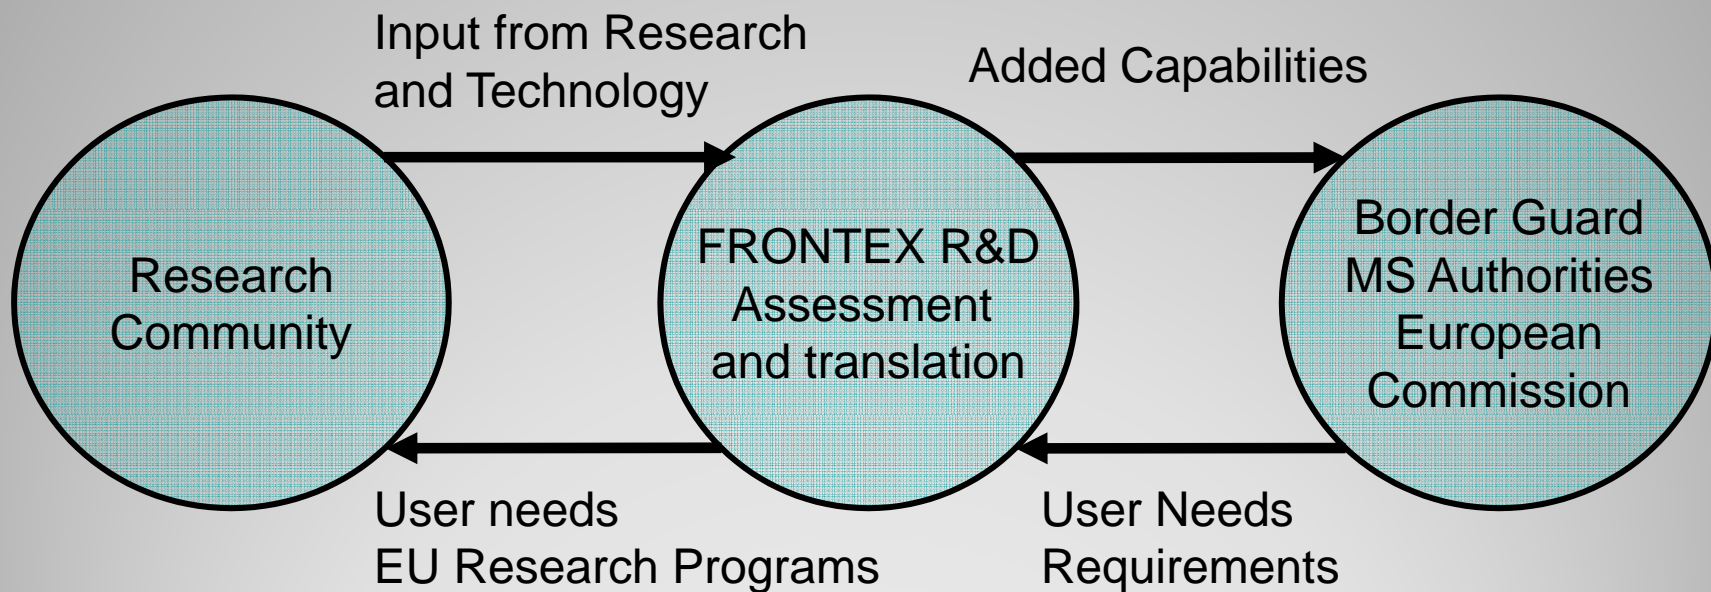 Input from Research
and Technology
Added Capabilities
Research
Community
FRONTEX R&D
Assessment
and translation
Border Guard
MS Authorities
European
Commission
User needs
EU Research Programs
User Needs
Requirements